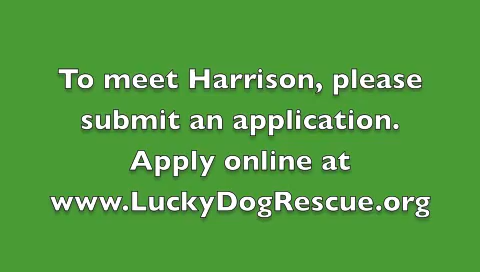 To meet Harrison, please
submit an application.
Apply online at
www.LuckyDogRescue.org